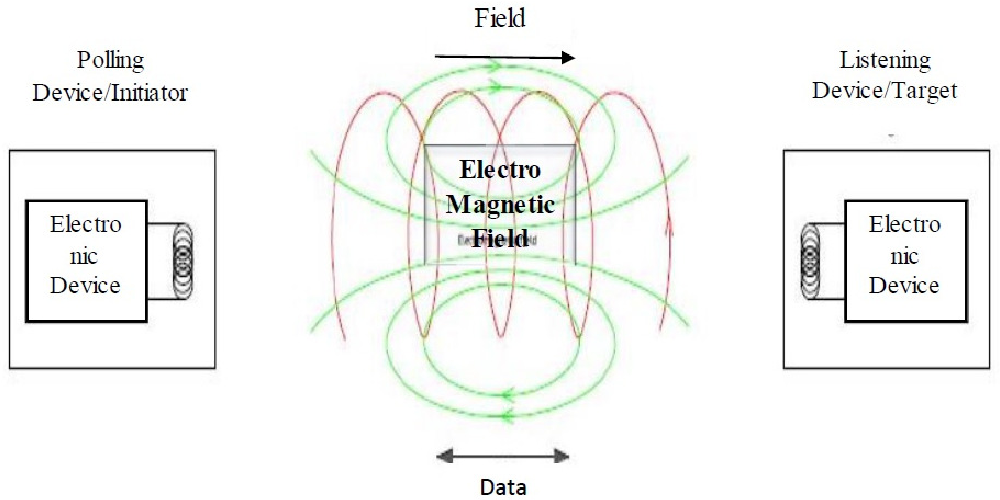 Field
Polling
Device/Initiator
Listening
Device/Target
Electro
nic
Device
Electro
Magnetic
Field
Electro
nic
Device
Data